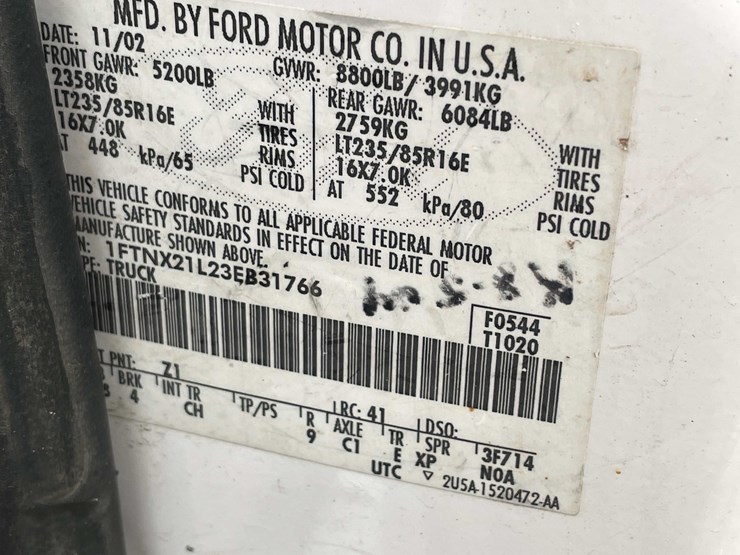 MFD. BY FORD MOTOR CO. IN U.S.A.
DATE: 11/02 GVWR: 8800LB/ 3991KG
FRONT GAWR: 5200LB REAR GAWR: 6084LB
2358KG WITH 2759KG WITH
LT235/85R16E TIRES LT235/85R16E TIRES
16X7.0K RINS 16X7.0K RIMS
AT 448 kPa/65 PSI COLD AT 552 kPa/80 PSI COLD
THIS VEHICLE CONFORMS TO ALL APPLICABLE FEDERAL MOTOR
VEHICLE SAFETY STANDARDS IN EFFECT ON THE DATE OF
MANUFACTURE SHOWN ABOVE.
N: 1FTNX21L23EB31766
PE: TRUCK
F0544
T1020
T PNT: Z1 RC: 41 DSO:
BRK INT TR TP/PS R AXLE TR SPR 3F714
4 CH 9 C1 E XP NOA
UTC ▽ 2U5A-1520472-AA